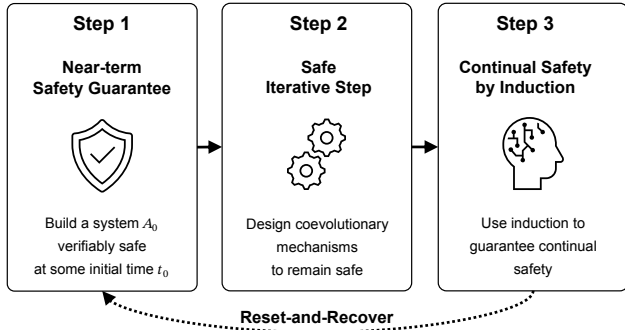 Step 1
Near-term
Safety Guarantee
Build a system A₀
verifiably safe
at some initial time t₀
Step 2
Safe
Iterative Step
Design coevolutionary
mechanisms
to remain safe
Step 3
Continual Safety
by Induction
Use induction to
guarantee continual
safety
Reset-and-Recover